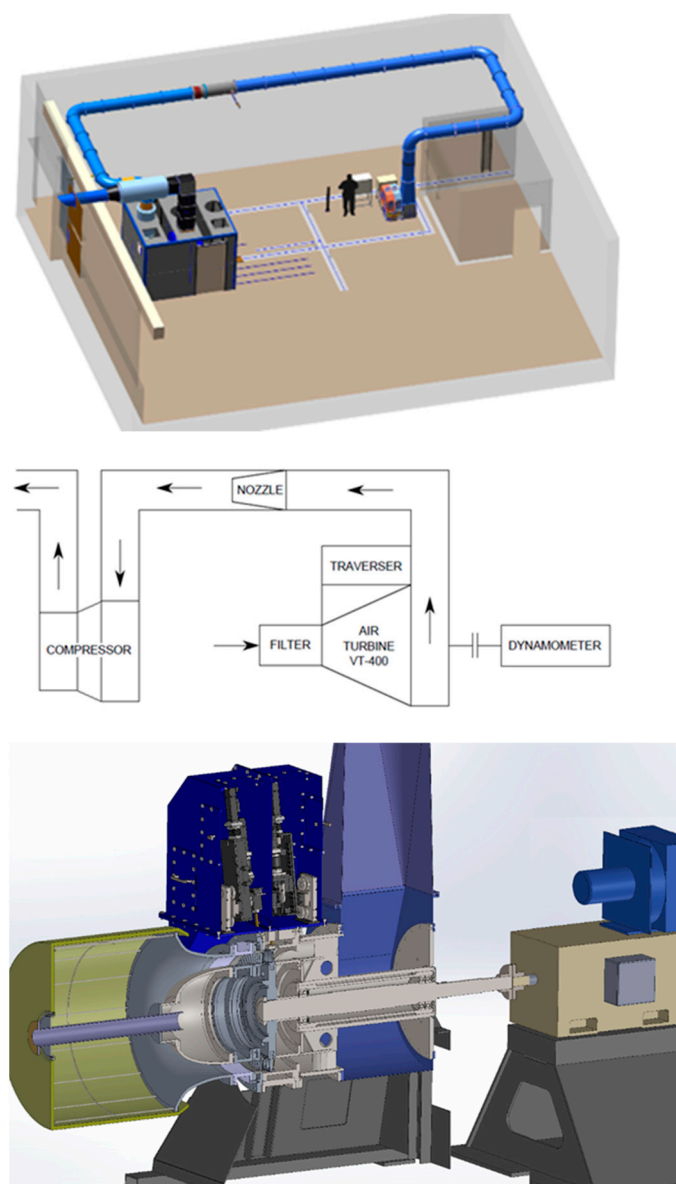 NOZZLE
TRAVERSER
COMPRESSOR
FILTER
AIR
TURBINE
VT-400
DYNAMOMETER